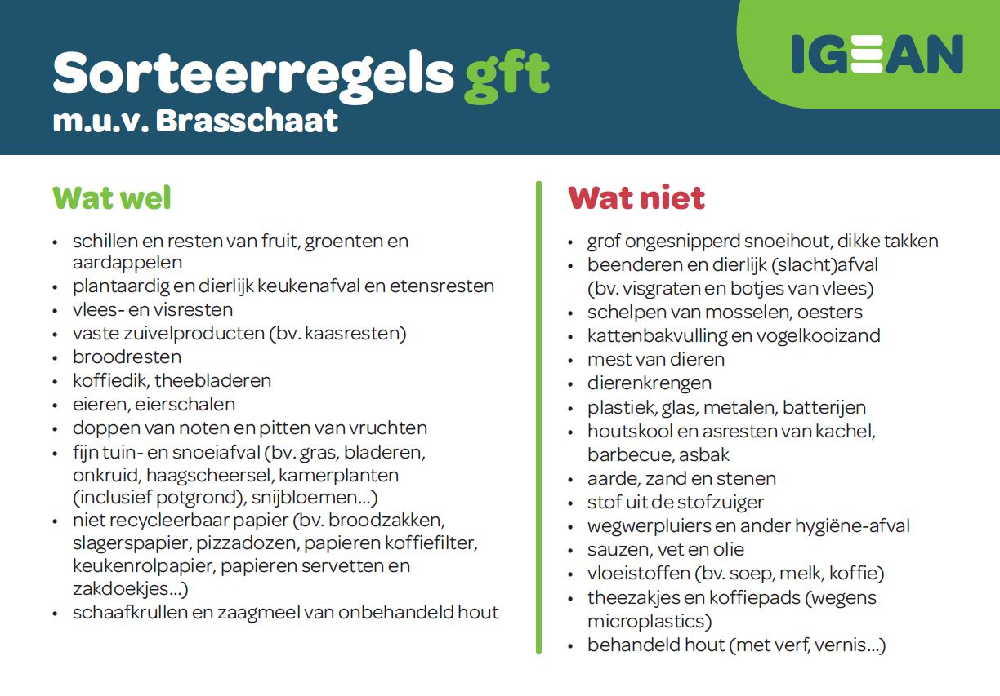 Sorteerregels gft
m.u.v. Brasschaat
IGEAN
Wat wel
• schillen en resten van fruit, groenten en
aardappelen
• plantaardig en dierlijk keukenafval en etensresten
• vlees- en visresten
• vaste zuivelproducten (bv. kaasresten)
• broodresten
• koffiedik, theebladeren
• eieren, eierschalen
• doppen van noten en pitten van vruchten
• fijn tuin- en snoeiafval (bv. gras, bladeren,
onkruid, haagscheersel, kamerplanten
(inclusief potgrond), snijbloemen...)
• niet recycleerbaar papier (bv. broodzakken,
slagerspapier, pizzadozen, papieren koffiefilter,
keukenrolpapier, papieren servetten en
zakdoekjes...)
• schaafkrullen en zaagmeel van onbehandeld hout
Wat niet
• grof ongesnipperd snoeihout, dikke takken
• beenderen en dierlijk (slacht)afval
(bv. visgraten en botjes van vlees)
• schelpen van mosselen, oesters
• kattenbakvulling en vogelkooizand
• mest van dieren
• dierenkrengen
• plastiek, glas, metalen, batterijen
• houtskool en asresten van kachel,
barbecue, asbak
• aarde, zand en stenen
• stof uit de stofzuiger
• wegwerpluiers en ander hygiëne-afval
• sauzen, vet en olie
• vloeistoffen (bv. soep, melk, koffie)
• theezakjes en koffiepads (wegens
microplastics)
• behandeld hout (met verf, vernis...)